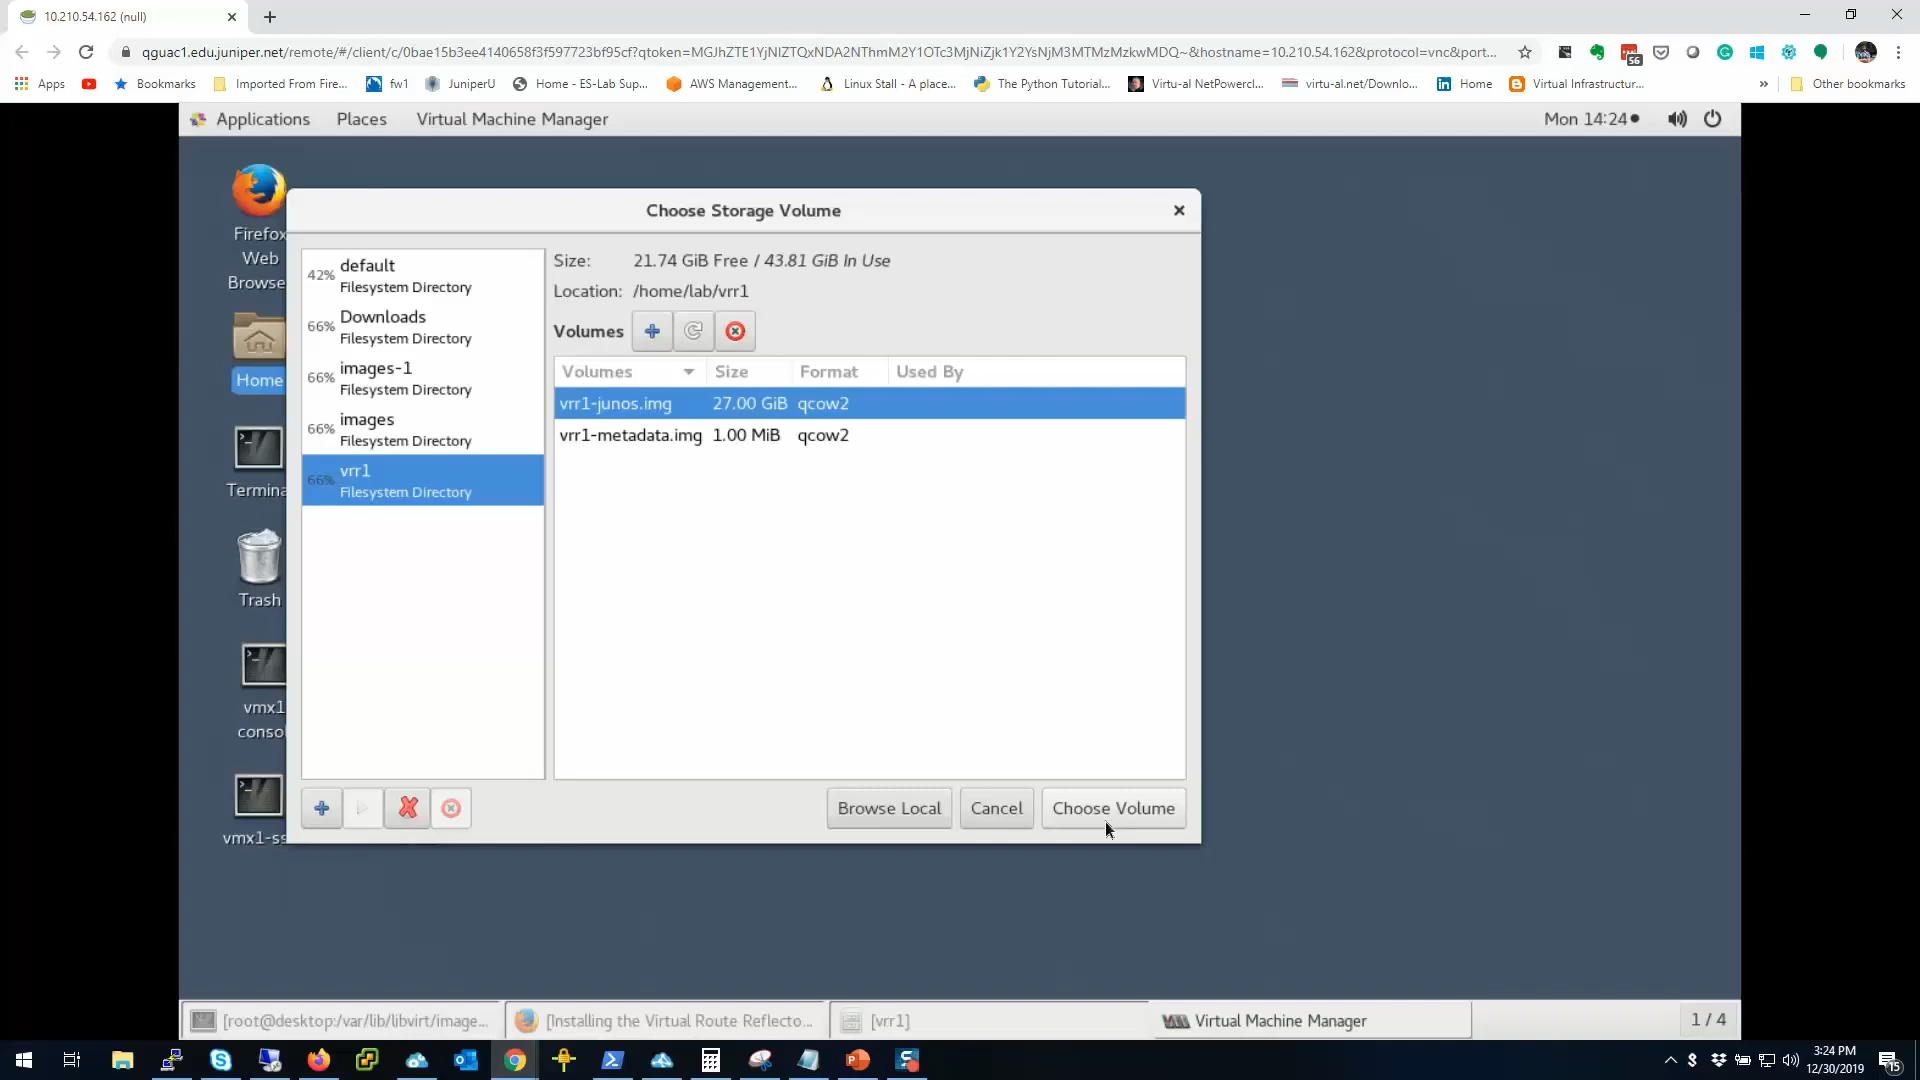 10.210.54.162 (null)
qguac1.edu.juniper.net/remote/#/client/c/0bae15b3ee4140658f3f597723bf95cf?qtoken=MGJhZTE1YjNlZTQxNDA2NThmM2Y1OTc3MjNiZjk1Y2YsNjM3MTMzMzkwMDQ~&hostname=10.210.54.162&protocol=vnc&port...
56
Apps
Bookmarks
Imported From Fire...
fw1
JuniperU
Home - ES-Lab Sup...
AWS Management...
Linux Stall - A place...
The Python Tutorial...
Virtu-al NetPowercl...
virtu-al.net/Downlo...
Home
Virtual Infrastructur...
»
Other bookmarks
Applications Places Virtual Machine Manager
Mon 14:24
Firefox
Web
Browse
Home
Termina
Trash
vmx1
consol
vmx1-ss
Choose Storage Volume
42% default
Filesystem Directory
66% Downloads
Filesystem Directory
66% images-1
Filesystem Directory
66% images
Filesystem Directory
66% vrr1
Filesystem Directory
Size: 21.74 GiB Free / 43.81 GiB In Use
Location: /home/lab/vrr1
Volumes
Volumes Size Format Used By
vrr1-junos.img 27.00 GiB qcow2
vrr1-metadata.img 1.00 MiB qcow2
Browse Local
Cancel
Choose Volume
[root@desktop:/var/lib/libvirt/image...
[Installing the Virtual Route Reflecto...
[vrr1]
Virtual Machine Manager
1 / 4
3:24 PM
12/30/2019
15